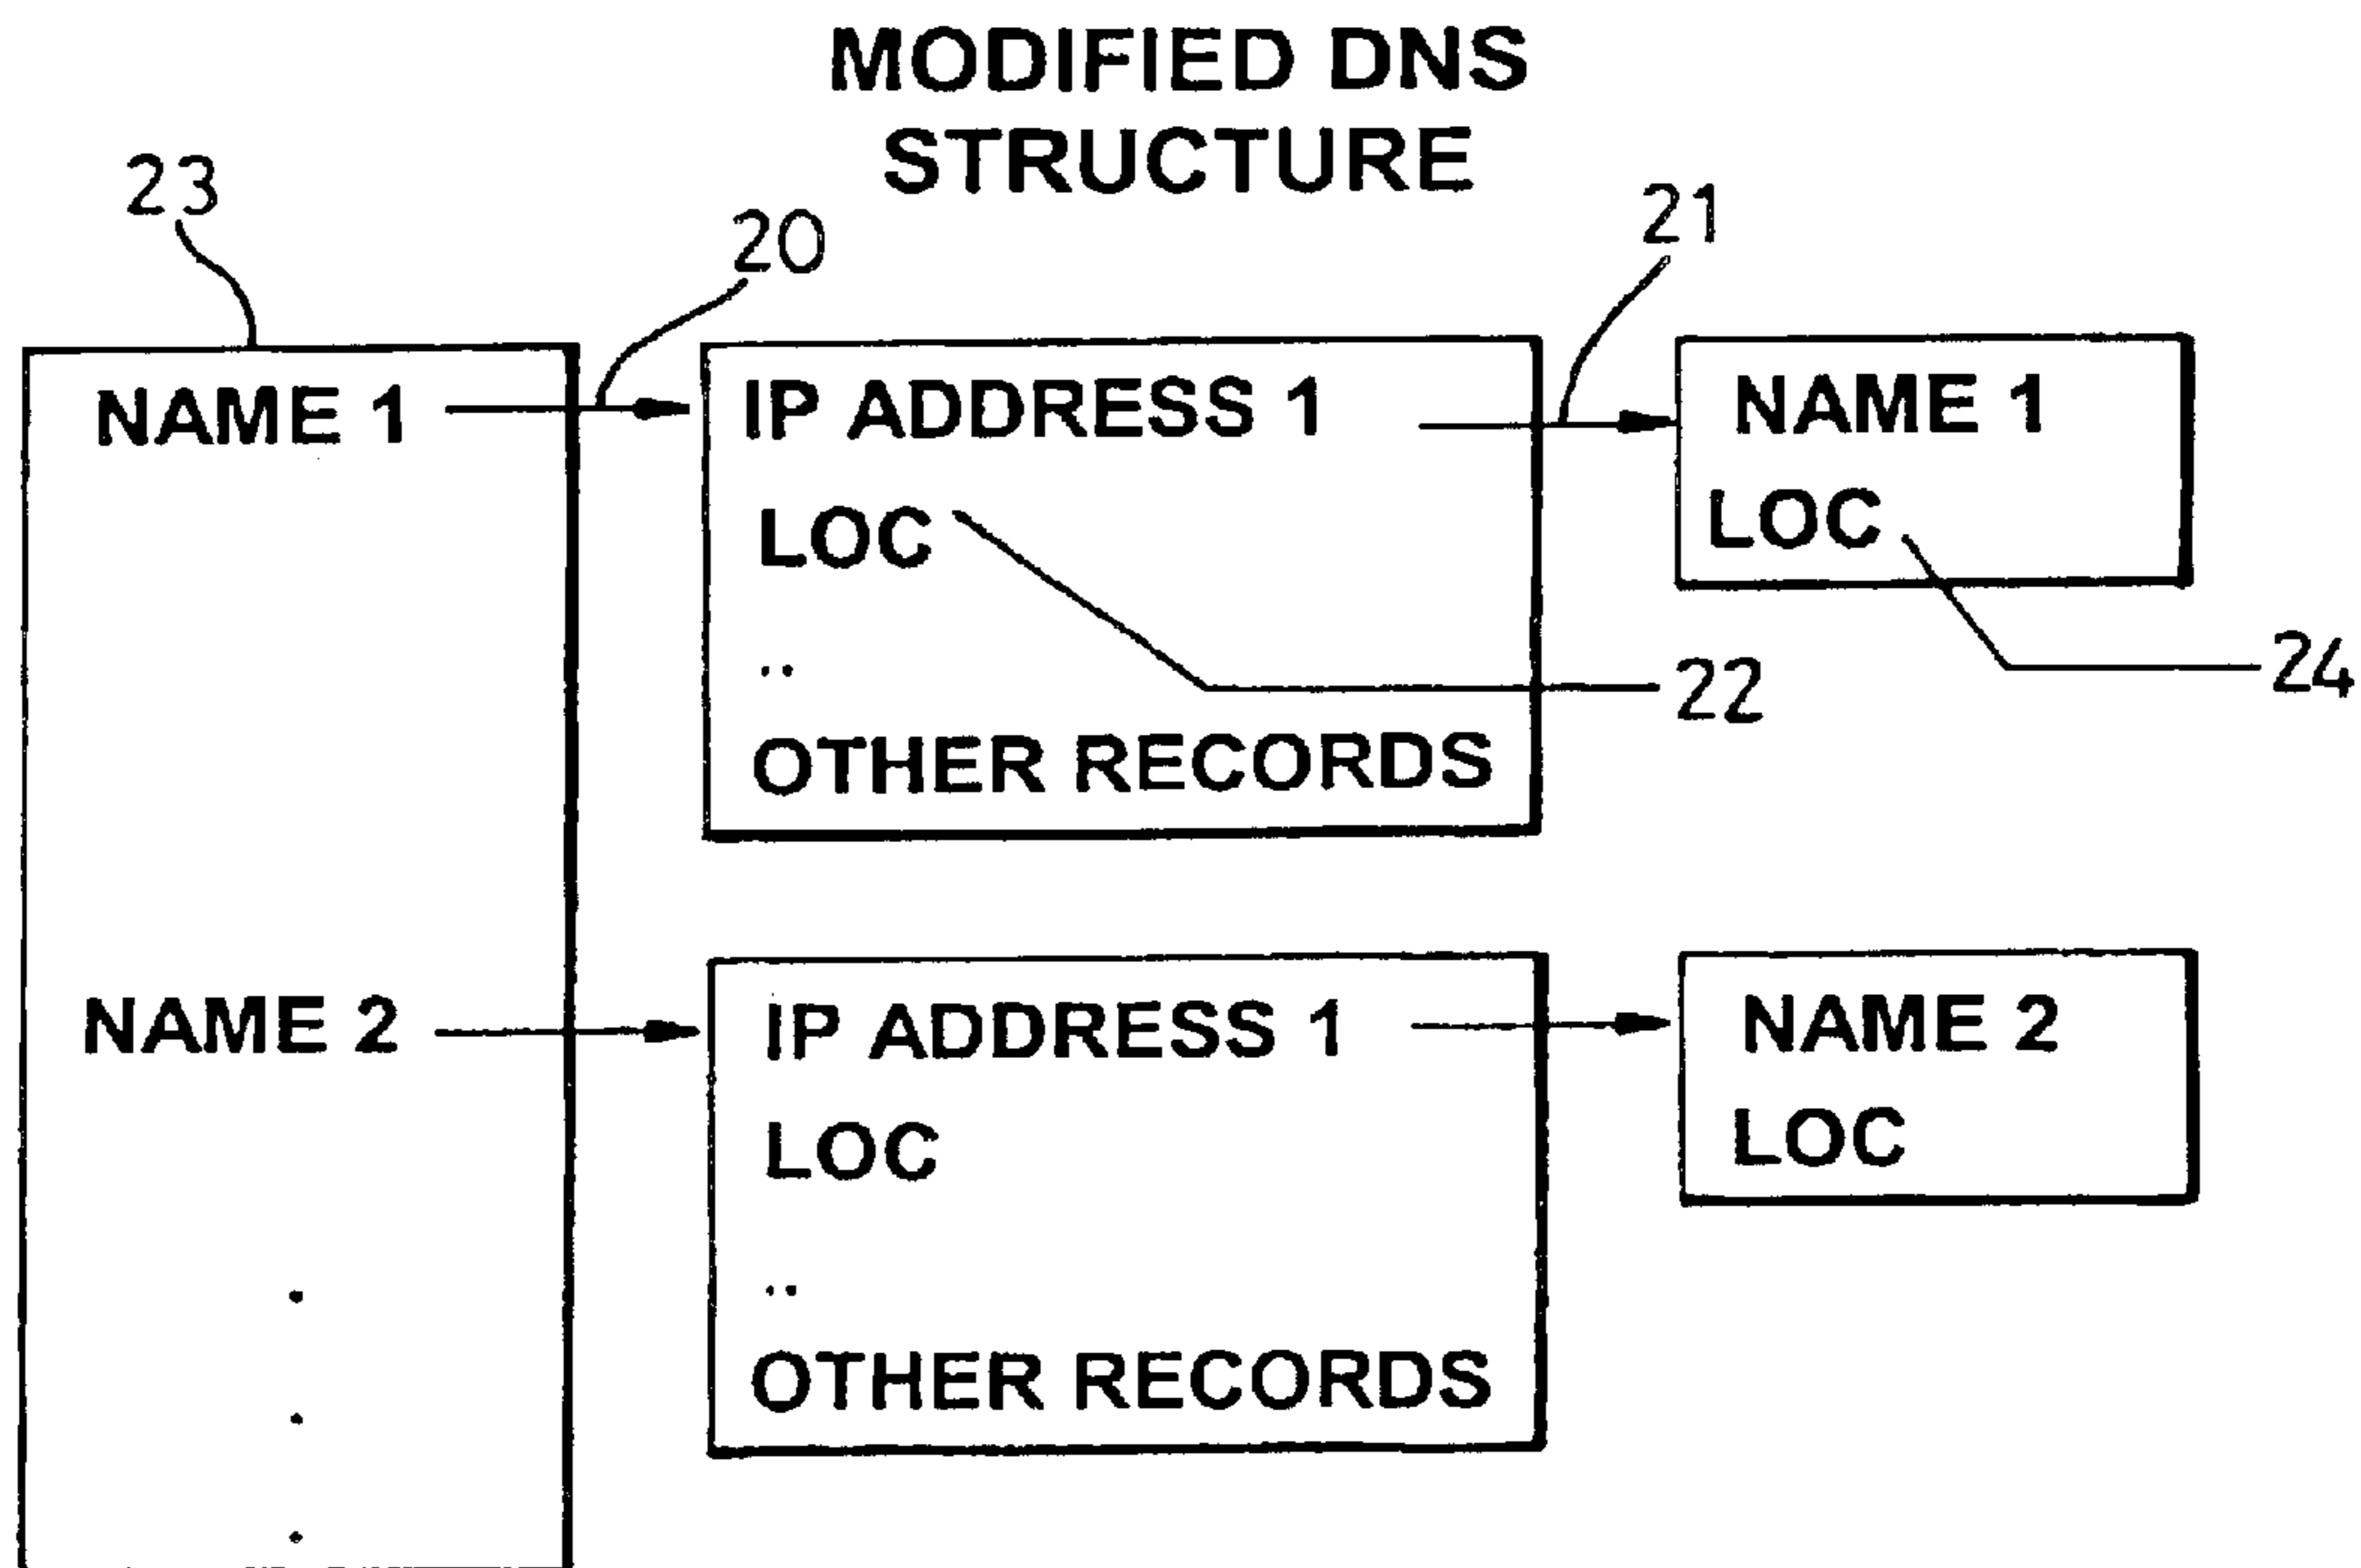 MODIFIED DNS
STRUCTURE
23
20
21
NAME 1
IP ADDRESS 1
NAME 1
LOC
LOC
..
22
24
OTHER RECORDS
NAME 2
IP ADDRESS 1
NAME 2
LOC
LOC
..
OTHER RECORDS